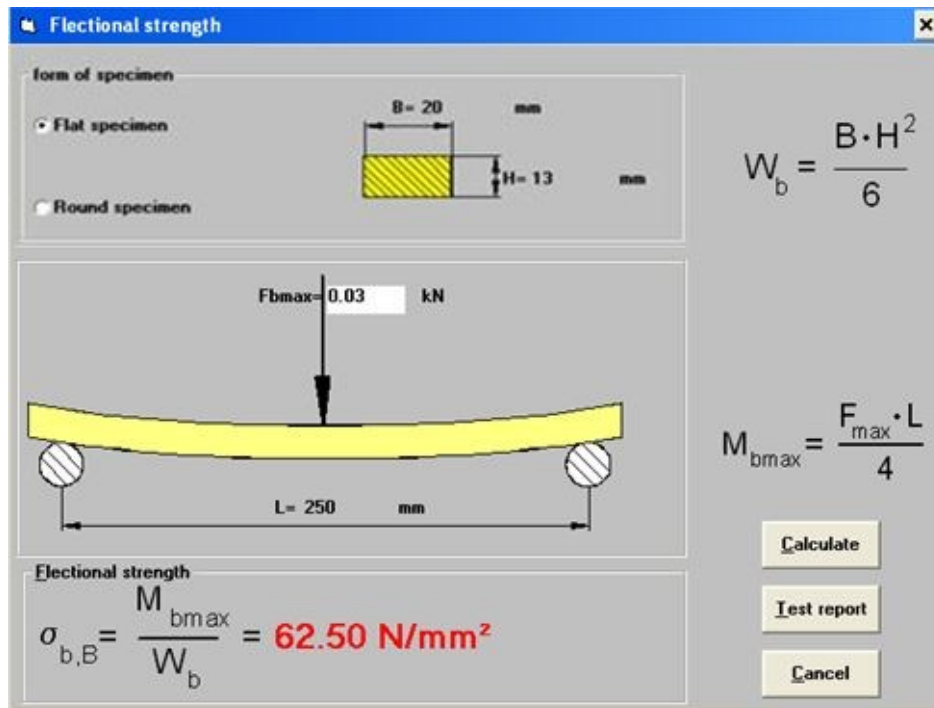 Flectional strength
form of specimen
Flat specimen
B= 20 mm
H= 13 mm
Round specimen
W_b = B·H² / 6
Fbmax= 0.03 kN
L= 250 mm
M_bmax = F_max·L / 4
Calculate
Test report
Cancel
Flectional strength
σ_b,B = M_bmax / W_b = 62.50 N/mm²